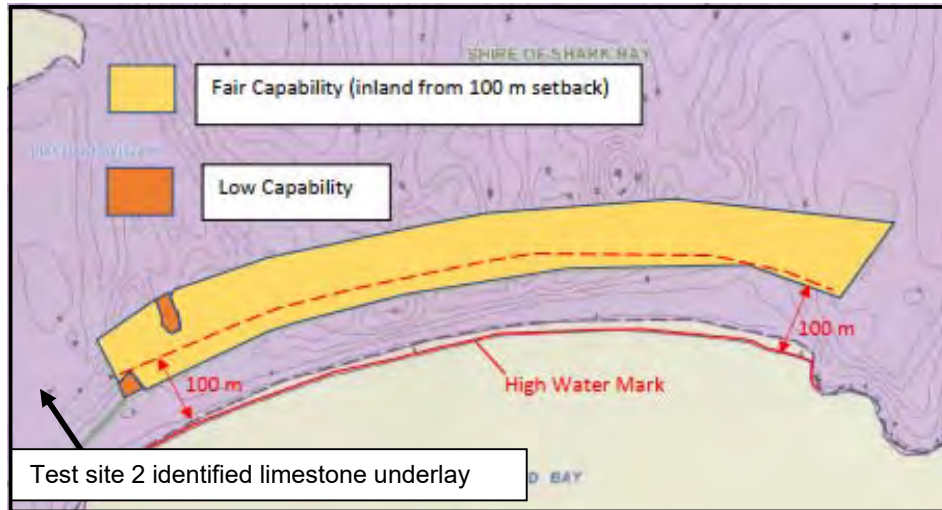 SHIRE OF SHARK BAY
Fair Capability (inland from 100 m setback)
Low Capability
100 m
100 m
High Water Mark
Test site 2 identified limestone underlay
BAY